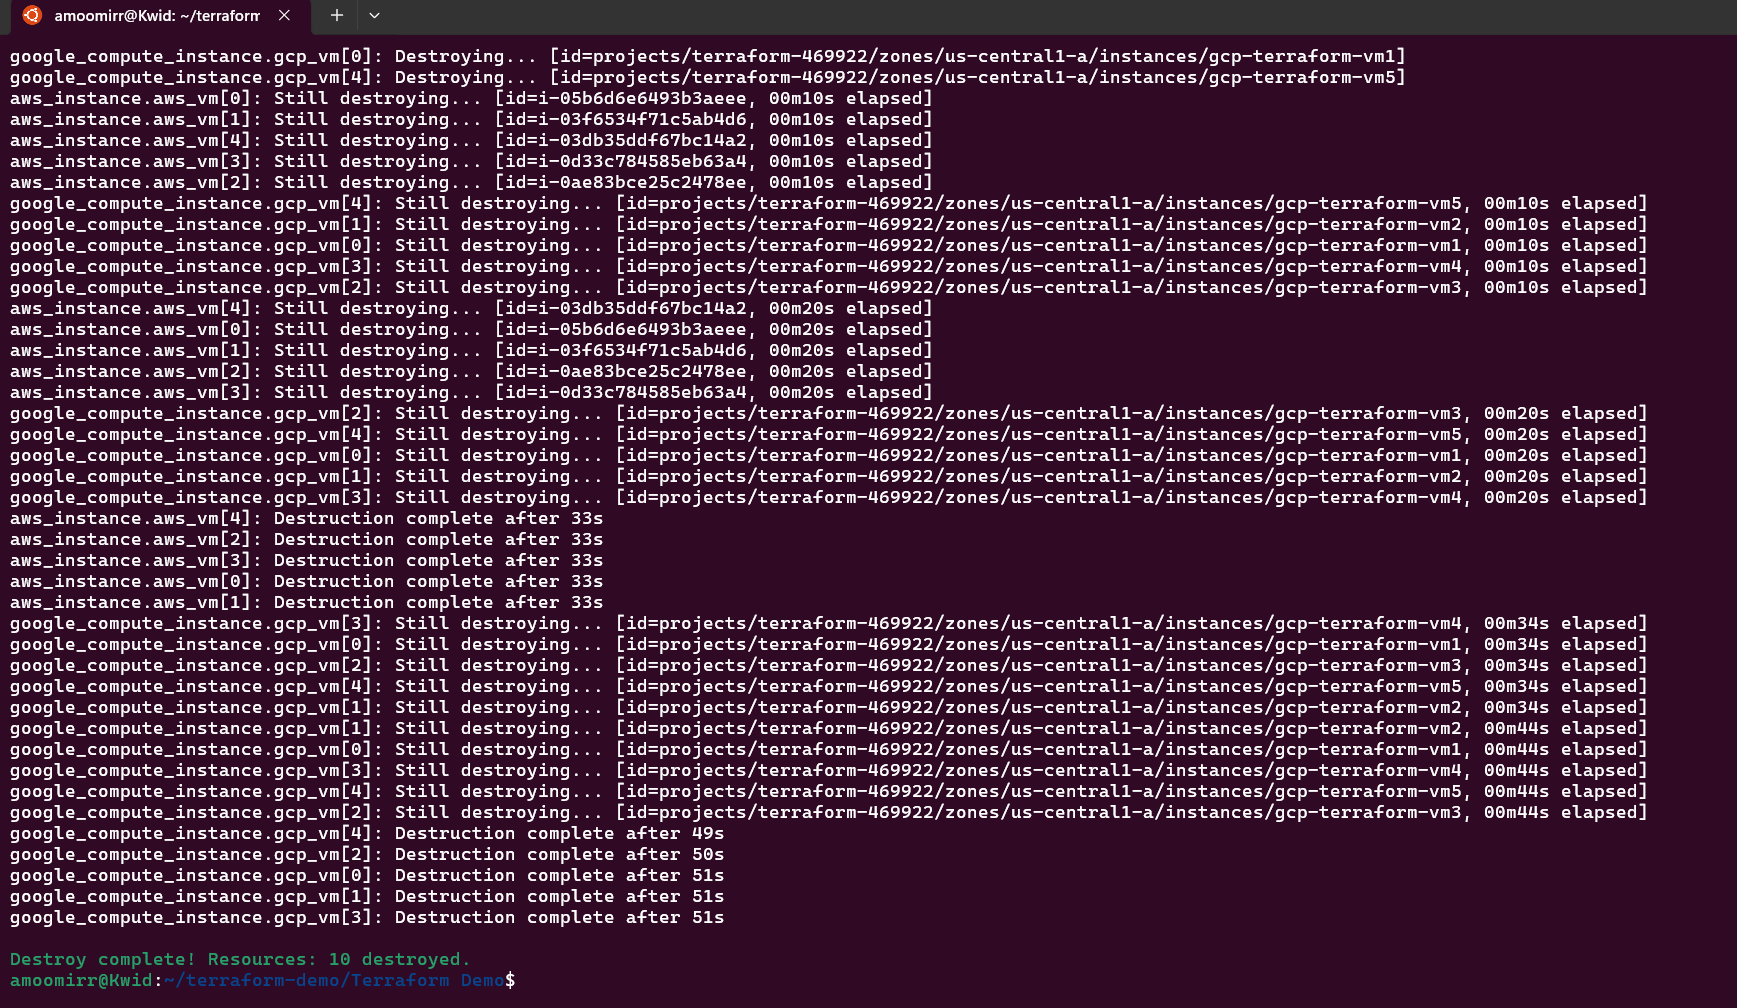 amoomirr@Kwid: ~/terraform
google_compute_instance.gcp_vm[0]: Destroying... [id=projects/terraform-469922/zones/us-central1-a/instances/gcp-terraform-vm1]
google_compute_instance.gcp_vm[4]: Destroying... [id=projects/terraform-469922/zones/us-central1-a/instances/gcp-terraform-vm5]
aws_instance.aws_vm[0]: Still destroying... [id=i-05b6d6e6493b3aeee, 00m10s elapsed]
aws_instance.aws_vm[1]: Still destroying... [id=i-03f6534f71c5ab4d6, 00m10s elapsed]
aws_instance.aws_vm[4]: Still destroying... [id=i-03db35ddf67bc14a2, 00m10s elapsed]
aws_instance.aws_vm[3]: Still destroying... [id=i-0d33c784585eb63a4, 00m10s elapsed]
aws_instance.aws_vm[2]: Still destroying... [id=i-0ae83bce25c2478ee, 00m10s elapsed]
google_compute_instance.gcp_vm[4]: Still destroying... [id=projects/terraform-469922/zones/us-central1-a/instances/gcp-terraform-vm5, 00m10s elapsed]
google_compute_instance.gcp_vm[1]: Still destroying... [id=projects/terraform-469922/zones/us-central1-a/instances/gcp-terraform-vm2, 00m10s elapsed]
google_compute_instance.gcp_vm[0]: Still destroying... [id=projects/terraform-469922/zones/us-central1-a/instances/gcp-terraform-vm1, 00m10s elapsed]
google_compute_instance.gcp_vm[3]: Still destroying... [id=projects/terraform-469922/zones/us-central1-a/instances/gcp-terraform-vm4, 00m10s elapsed]
google_compute_instance.gcp_vm[2]: Still destroying... [id=projects/terraform-469922/zones/us-central1-a/instances/gcp-terraform-vm3, 00m10s elapsed]
aws_instance.aws_vm[4]: Still destroying... [id=i-03db35ddf67bc14a2, 00m20s elapsed]
aws_instance.aws_vm[0]: Still destroying... [id=i-05b6d6e6493b3aeee, 00m20s elapsed]
aws_instance.aws_vm[1]: Still destroying... [id=i-03f6534f71c5ab4d6, 00m20s elapsed]
aws_instance.aws_vm[2]: Still destroying... [id=i-0ae83bce25c2478ee, 00m20s elapsed]
aws_instance.aws_vm[3]: Still destroying... [id=i-0d33c784585eb63a4, 00m20s elapsed]
google_compute_instance.gcp_vm[2]: Still destroying... [id=projects/terraform-469922/zones/us-central1-a/instances/gcp-terraform-vm3, 00m20s elapsed]
google_compute_instance.gcp_vm[4]: Still destroying... [id=projects/terraform-469922/zones/us-central1-a/instances/gcp-terraform-vm5, 00m20s elapsed]
google_compute_instance.gcp_vm[0]: Still destroying... [id=projects/terraform-469922/zones/us-central1-a/instances/gcp-terraform-vm1, 00m20s elapsed]
google_compute_instance.gcp_vm[1]: Still destroying... [id=projects/terraform-469922/zones/us-central1-a/instances/gcp-terraform-vm2, 00m20s elapsed]
google_compute_instance.gcp_vm[3]: Still destroying... [id=projects/terraform-469922/zones/us-central1-a/instances/gcp-terraform-vm4, 00m20s elapsed]
aws_instance.aws_vm[4]: Destruction complete after 33s
aws_instance.aws_vm[2]: Destruction complete after 33s
aws_instance.aws_vm[3]: Destruction complete after 33s
aws_instance.aws_vm[0]: Destruction complete after 33s
aws_instance.aws_vm[1]: Destruction complete after 33s
google_compute_instance.gcp_vm[3]: Still destroying... [id=projects/terraform-469922/zones/us-central1-a/instances/gcp-terraform-vm4, 00m34s elapsed]
google_compute_instance.gcp_vm[0]: Still destroying... [id=projects/terraform-469922/zones/us-central1-a/instances/gcp-terraform-vm1, 00m34s elapsed]
google_compute_instance.gcp_vm[2]: Still destroying... [id=projects/terraform-469922/zones/us-central1-a/instances/gcp-terraform-vm3, 00m34s elapsed]
google_compute_instance.gcp_vm[4]: Still destroying... [id=projects/terraform-469922/zones/us-central1-a/instances/gcp-terraform-vm5, 00m34s elapsed]
google_compute_instance.gcp_vm[1]: Still destroying... [id=projects/terraform-469922/zones/us-central1-a/instances/gcp-terraform-vm2, 00m34s elapsed]
google_compute_instance.gcp_vm[1]: Still destroying... [id=projects/terraform-469922/zones/us-central1-a/instances/gcp-terraform-vm2, 00m44s elapsed]
google_compute_instance.gcp_vm[0]: Still destroying... [id=projects/terraform-469922/zones/us-central1-a/instances/gcp-terraform-vm1, 00m44s elapsed]
google_compute_instance.gcp_vm[3]: Still destroying... [id=projects/terraform-469922/zones/us-central1-a/instances/gcp-terraform-vm4, 00m44s elapsed]
google_compute_instance.gcp_vm[4]: Still destroying... [id=projects/terraform-469922/zones/us-central1-a/instances/gcp-terraform-vm5, 00m44s elapsed]
google_compute_instance.gcp_vm[2]: Still destroying... [id=projects/terraform-469922/zones/us-central1-a/instances/gcp-terraform-vm3, 00m44s elapsed]
google_compute_instance.gcp_vm[4]: Destruction complete after 49s
google_compute_instance.gcp_vm[2]: Destruction complete after 50s
google_compute_instance.gcp_vm[0]: Destruction complete after 51s
google_compute_instance.gcp_vm[1]: Destruction complete after 51s
google_compute_instance.gcp_vm[3]: Destruction complete after 51s
Destroy complete! Resources: 10 destroyed.
amoomirr@Kwid:~/terraform-demo/Terraform Demo$